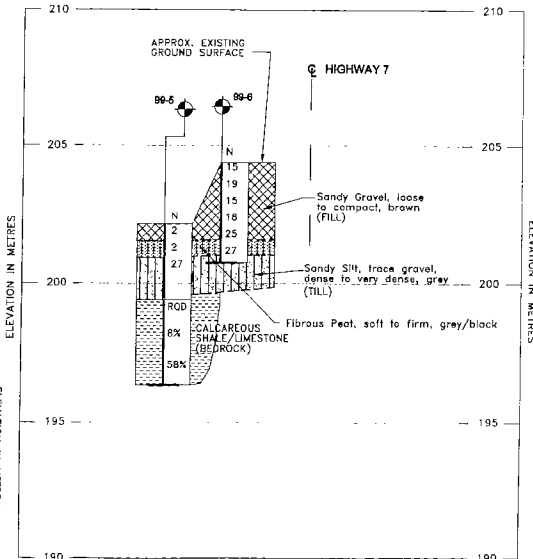 210
210
APPROX. EXISTING
GROUND SURFACE
℄ HIGHWAY 7
99-5
99-6
205
205
N
15
19
15
18
25
27
N
2
2
27
Sandy Gravel, loose
to compact, brown
(FILL)
Sandy Silt, trace gravel,
dense to very dense, grey
(TILL)
200
200
Fibrous Peat, soft to firm, grey/black
RQD
8%
58%
CALCAREOUS
SHALE/LIMESTONE
(BEDROCK)
195
195
190
190
ELEVATION IN METRES
ELEVATION IN METRES